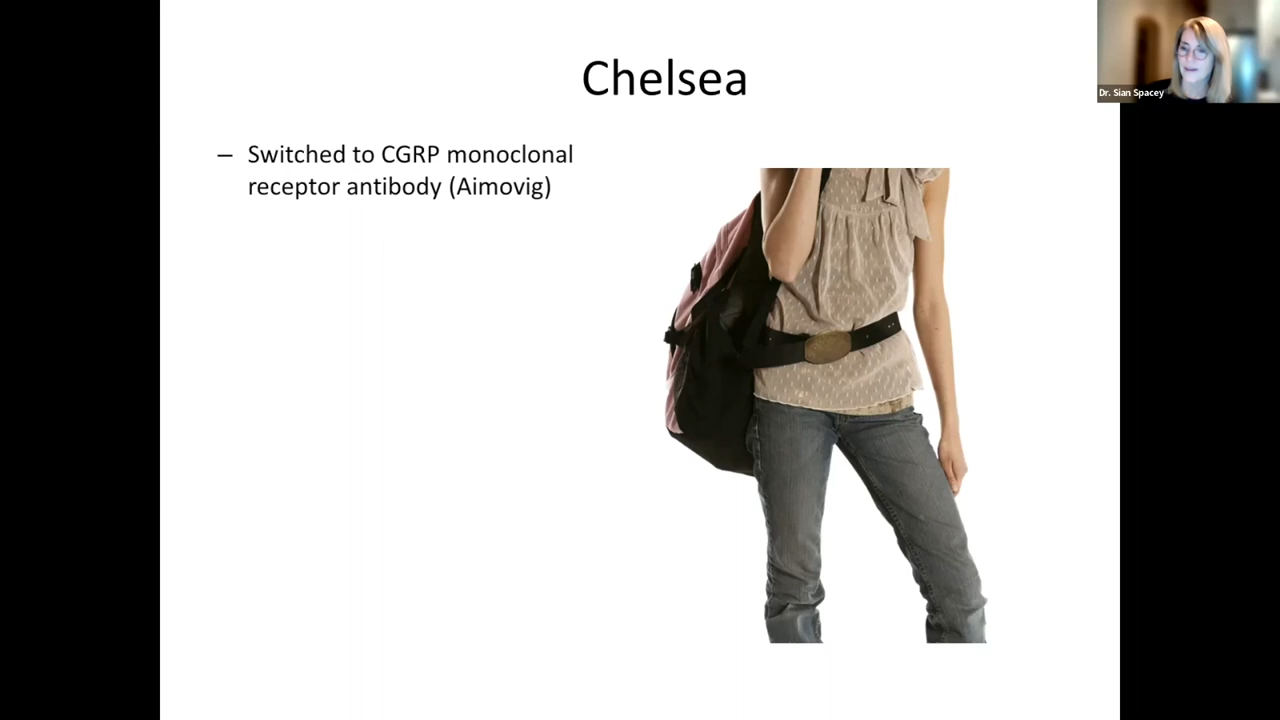 Chelsea
Dr. Sian Spacey
– Switched to CGRP monoclonal
receptor antibody (Aimovig)